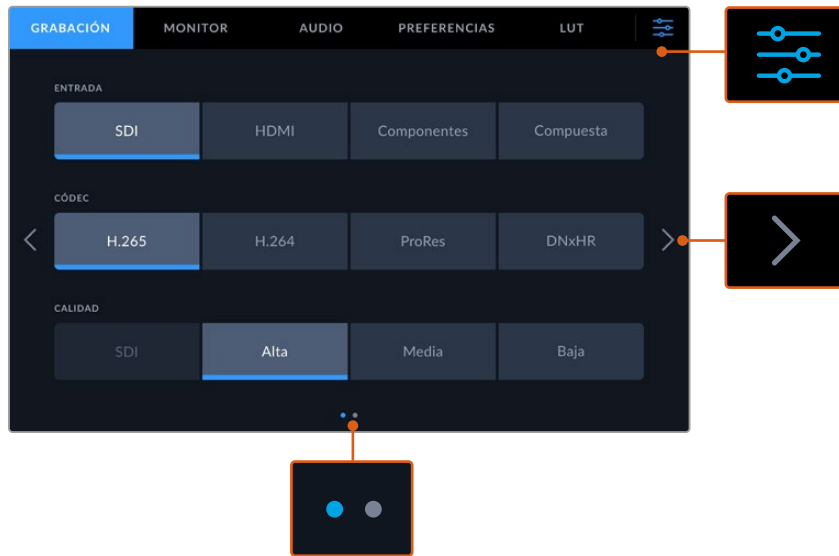 GRABACIÓN MONITOR AUDIO PREFERENCIAS LUT
ENTRADA
SDI HDMI Componentes Compuesta
CÓDEC
H.265 H.264 ProRes DNxHR
CALIDAD
SDI Alta Media Baja